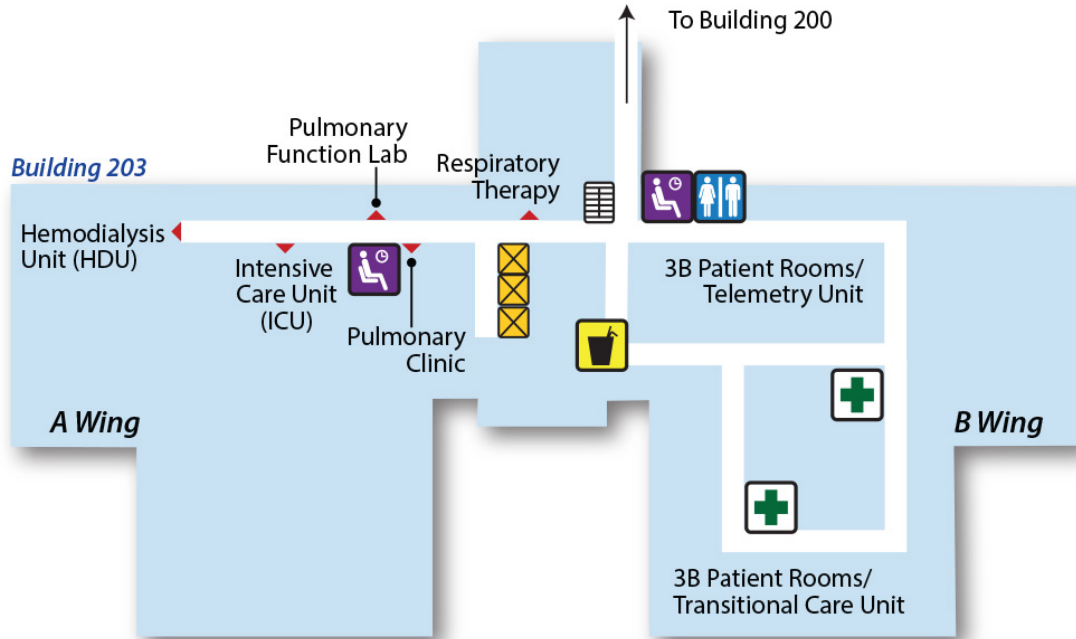 To Building 200
Pulmonary
Function Lab
Building 203
Respiratory
Therapy
Hemodialysis
Unit (HDU)
Intensive
Care Unit
(ICU)
Pulmonary
Clinic
3B Patient Rooms/
Telemetry Unit
A Wing
B Wing
3B Patient Rooms/
Transitional Care Unit